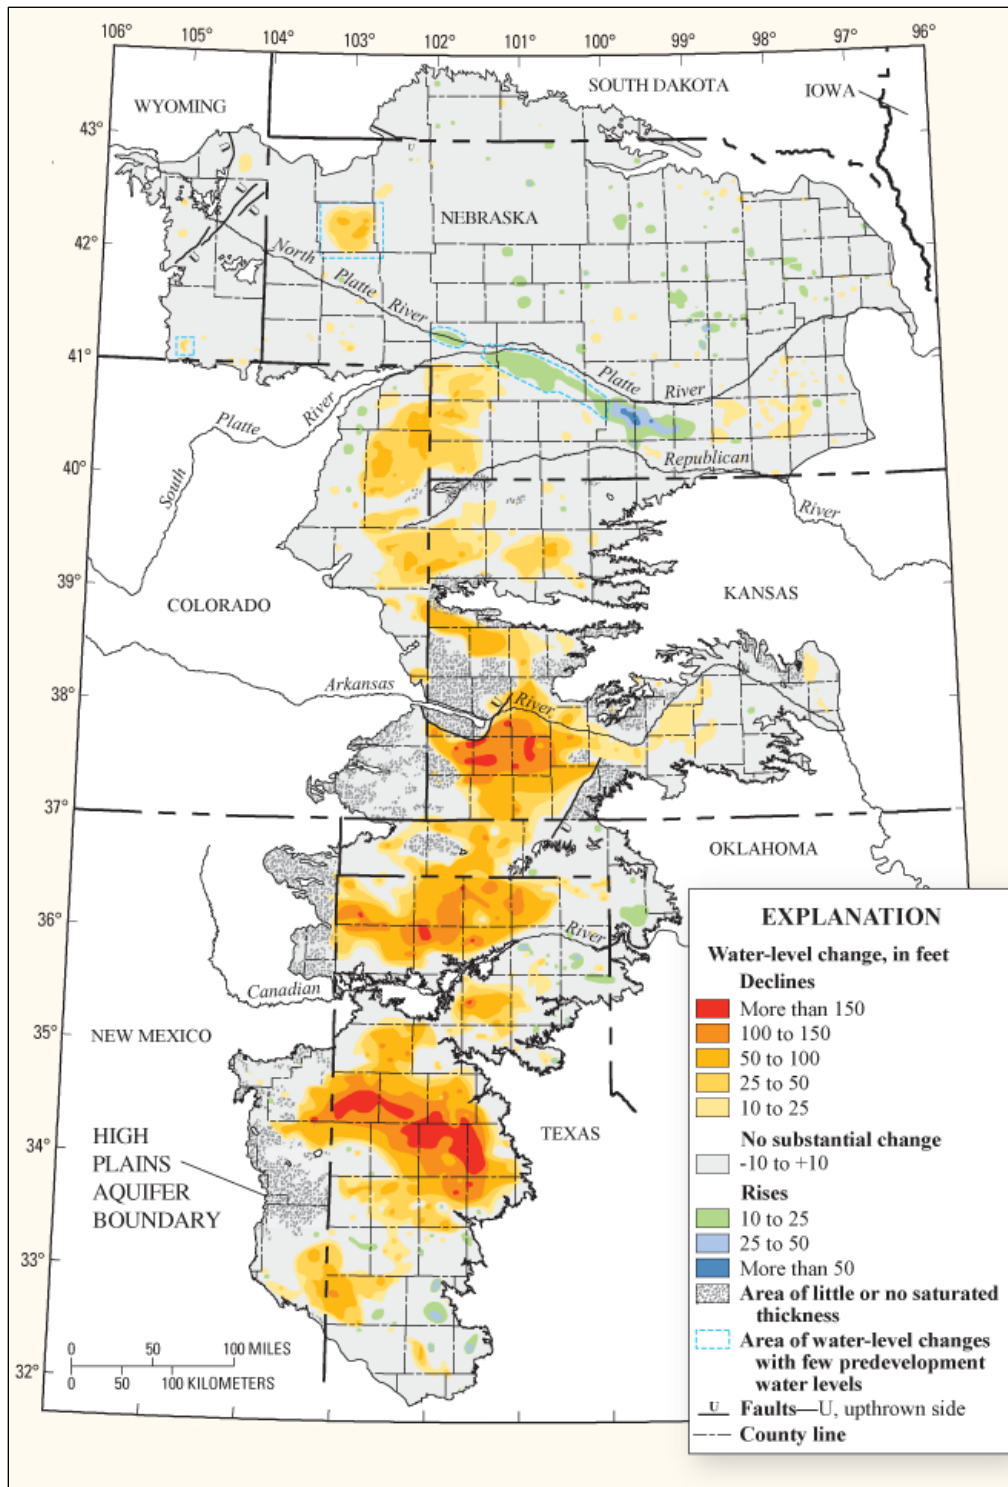 106° 105° 104° 103° 102° 101° 100° 99° 98° 97° 96°
SOUTH DAKOTA
IOWA
WYOMING
43°
U
U
U
U
NEBRASKA
42°
North Platte River
41°
Platte River
South Platte River
Republican River
40°
39°
KANSAS
COLORADO
38°
Arkansas River
U
37°
U
OKLAHOMA
36°
River
Canadian
35°
NEW MEXICO
TEXAS
34°
HIGH
PLAINS
AQUIFER
BOUNDARY
33°
32°
0 50 100 MILES
0 50 100 KILOMETERS
EXPLANATION
Water-level change, in feet
Declines
More than 150
100 to 150
50 to 100
25 to 50
10 to 25
No substantial change
-10 to +10
Rises
10 to 25
25 to 50
More than 50
Area of little or no saturated
thickness
Area of water-level changes
with few predevelopment
water levels
U Faults—U, upthrown side
County line